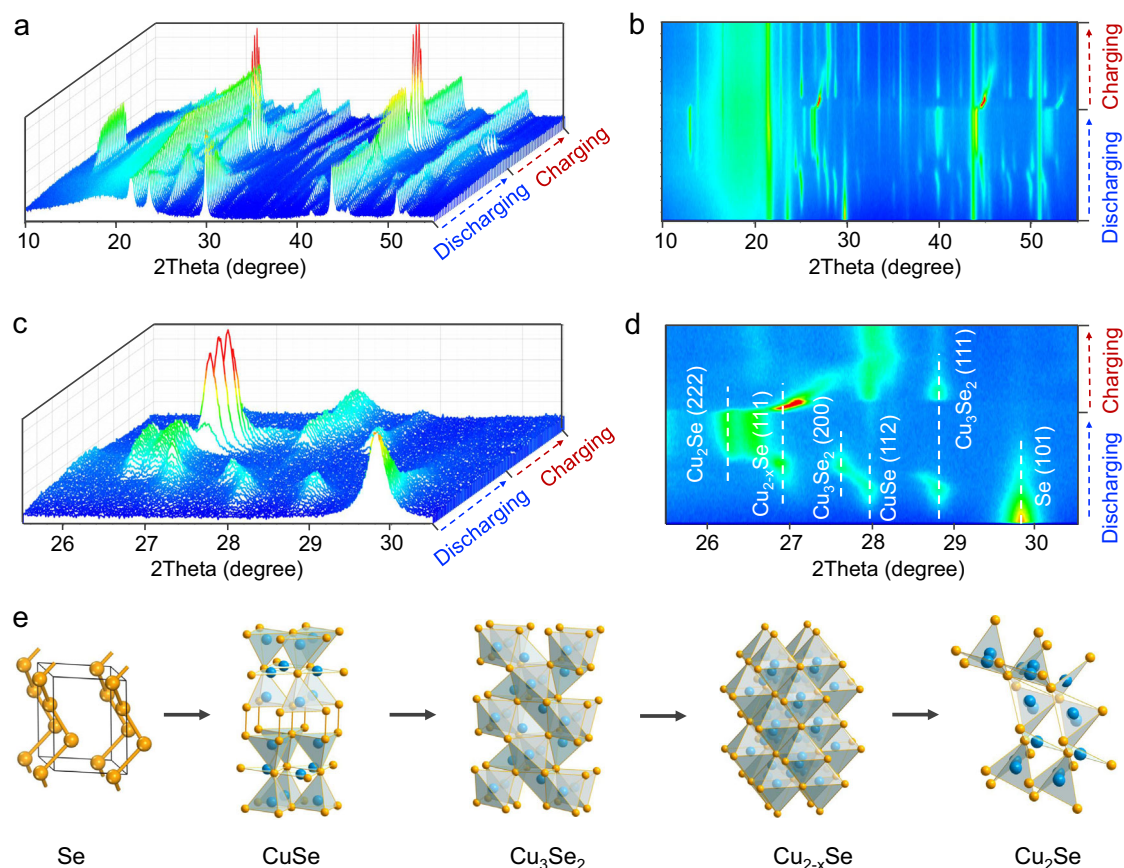 a
10 20 30 40 50
2Theta (degree)
Discharging
Charging
b
10 20 30 40 50
2Theta (degree)
Discharging
Charging
c
26 27 28 29 30
2Theta (degree)
Discharging
Charging
d
Cu₂Se (222)
Cu₂₋ₓSe (111)
Cu₃Se₂ (200)
CuSe (112)
Cu₃Se₂ (111)
Se (101)
26 27 28 29 30
2Theta (degree)
Discharging
Charging
e
Se CuSe Cu₃Se₂ Cu₂₋ₓSe Cu₂Se